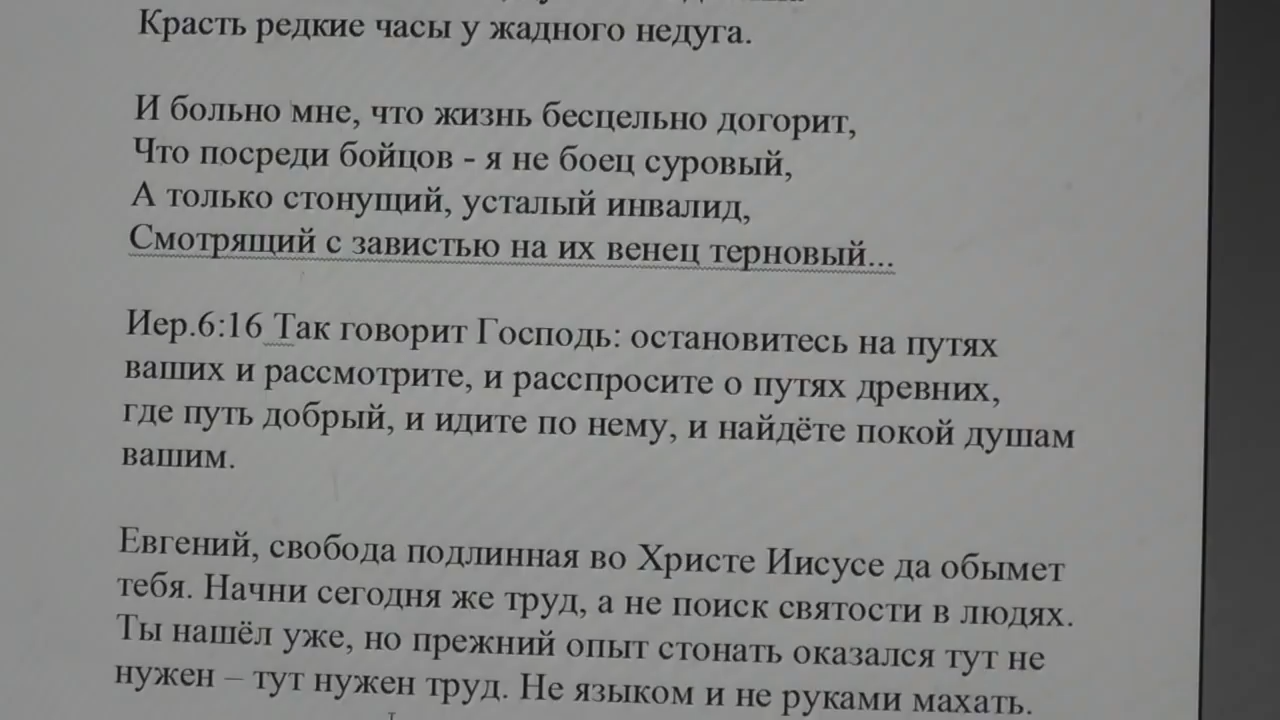 Красть редкие часы у жадного недуга.
И больно мне, что жизнь бесцельно догорит,
Что посреди бойцов - я не боец суровый,
А только стонущий, усталый инвалид,
Смотрящий с завистью на их венец терновый...
Иер.6:16 Так говорит Господь: остановитесь на путях
ваших и рассмотрите, и расспросите о путях древних,
где путь добрый, и идите по нему, и найдёте покой душам
вашим.
Евгений, свобода подлинная во Христе Иисусе да обымет
тебя. Начни сегодня же труд, а не поиск святости в людях.
Ты нашёл уже, но прежний опыт стонать оказался тут не
нужен – тут нужен труд. Не языком и не руками махать.